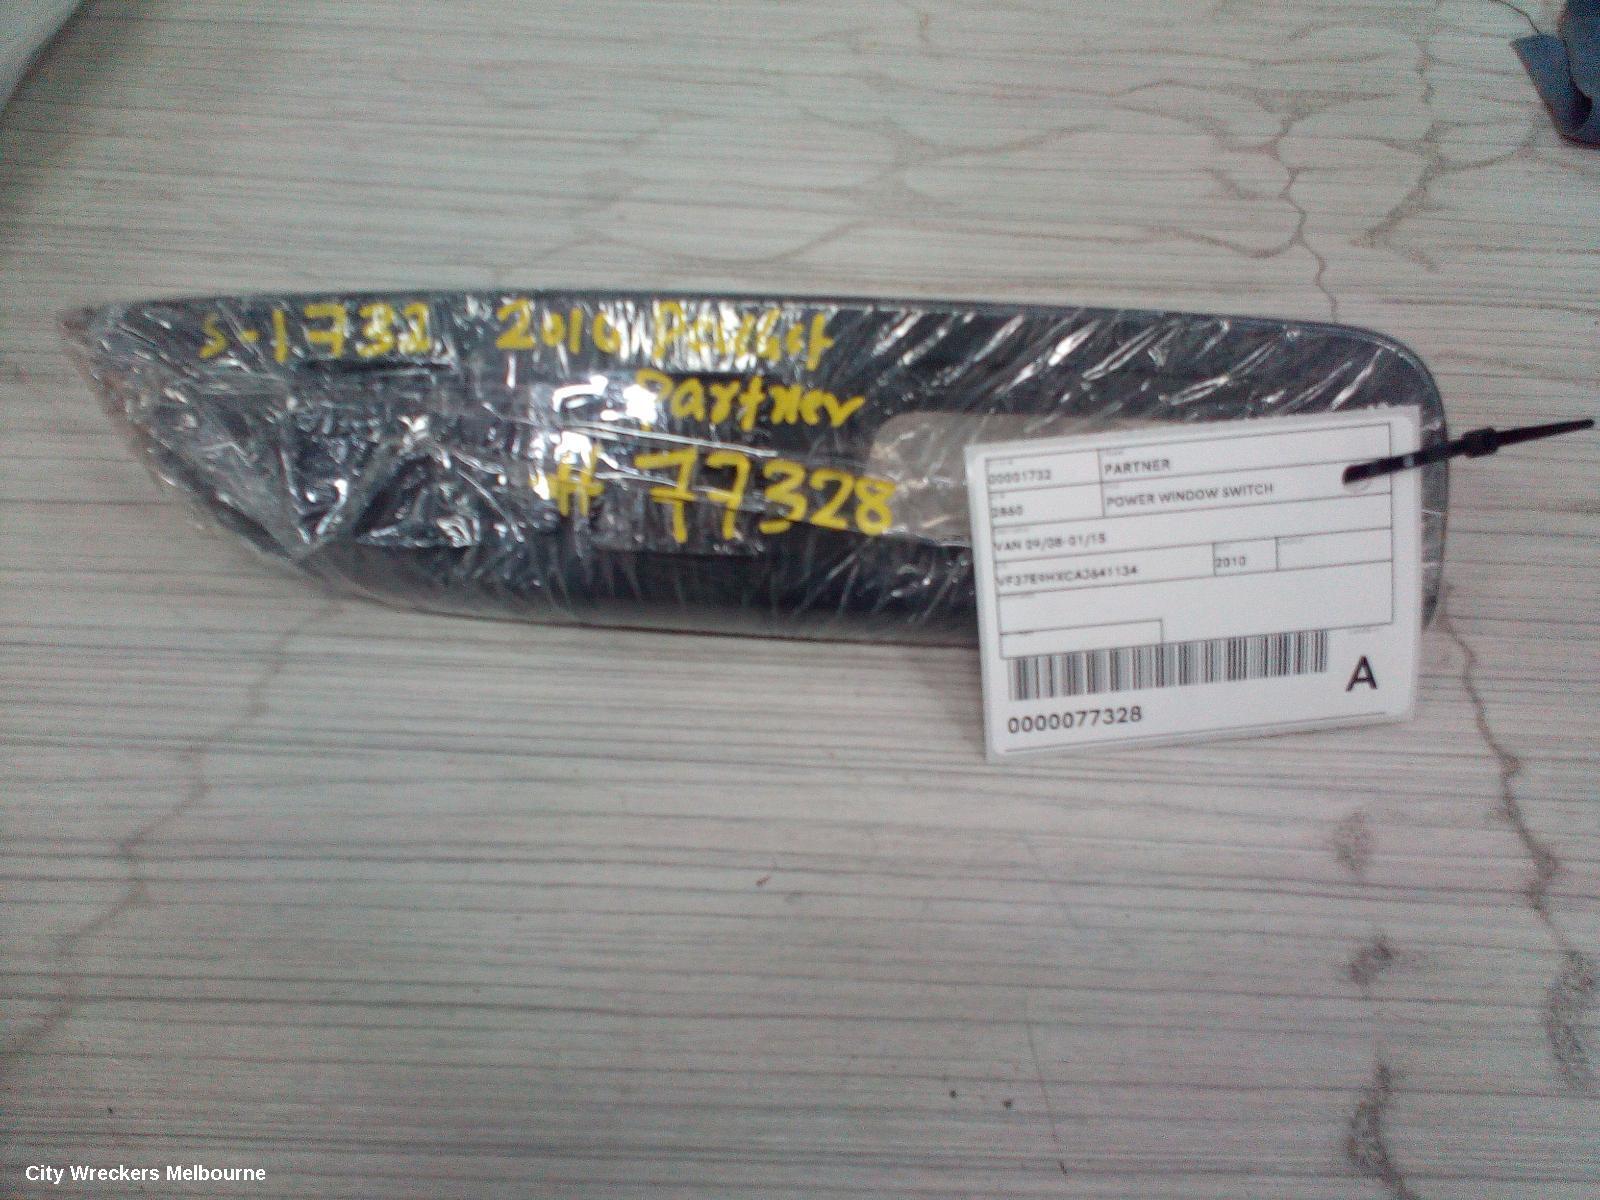 S-1732 2010 Peugeot
Partner
# 77328
00001732 PARTNER
2860 POWER WINDOW SWITCH
VAN 09/08-01/15
VF37E9HXCAJ641134 2010
A
0000077328
City Wreckers Melbourne